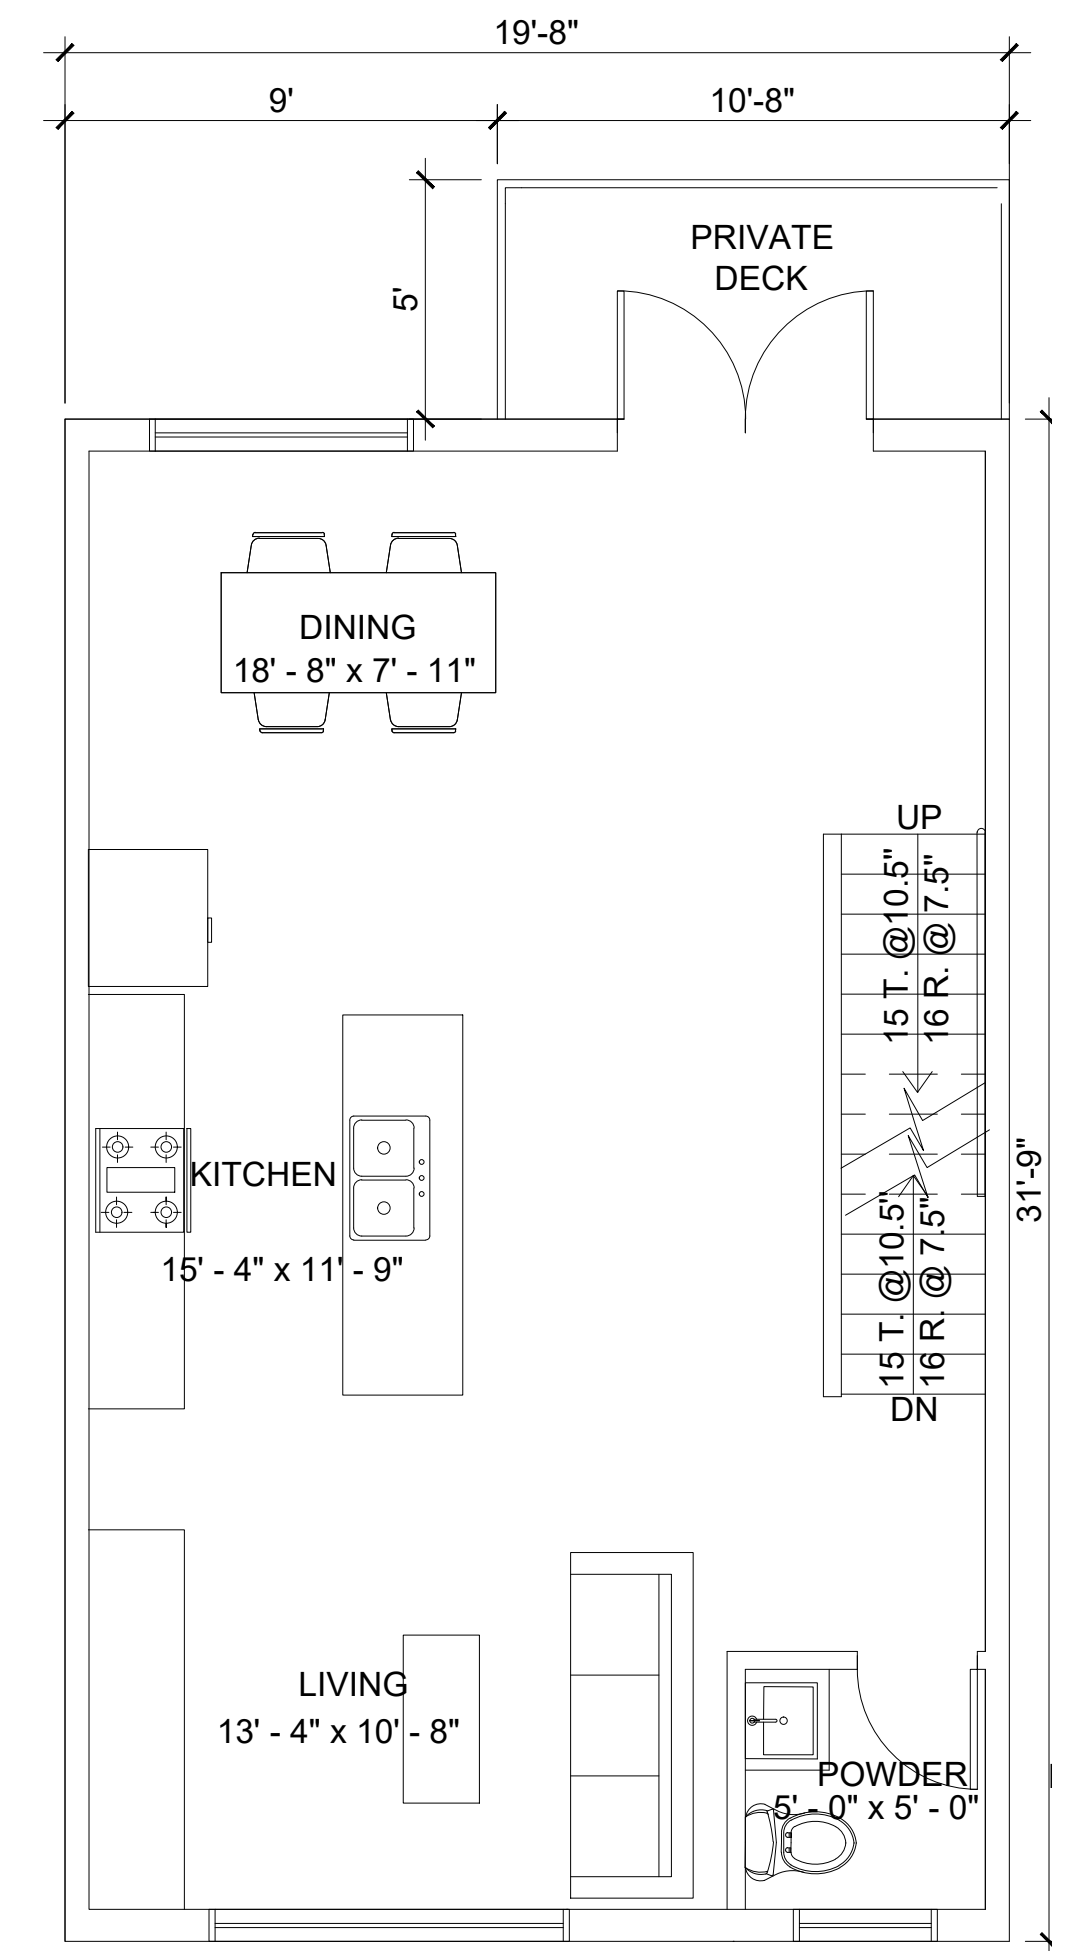 19'-8"
9'
10'-8"
5'
PRIVATE
DECK
DINING
18' - 8" x 7' - 11"
UP
15 T. @10.5"
16 R. @ 7.5"
31'-9"
KITCHEN
15' - 4" x 11' - 9"
15 T. @10.5"
16 R. @ 7.5"
DN
LIVING
13' - 4" x 10' - 8"
POWDER
5' - 0" x 5' - 0"